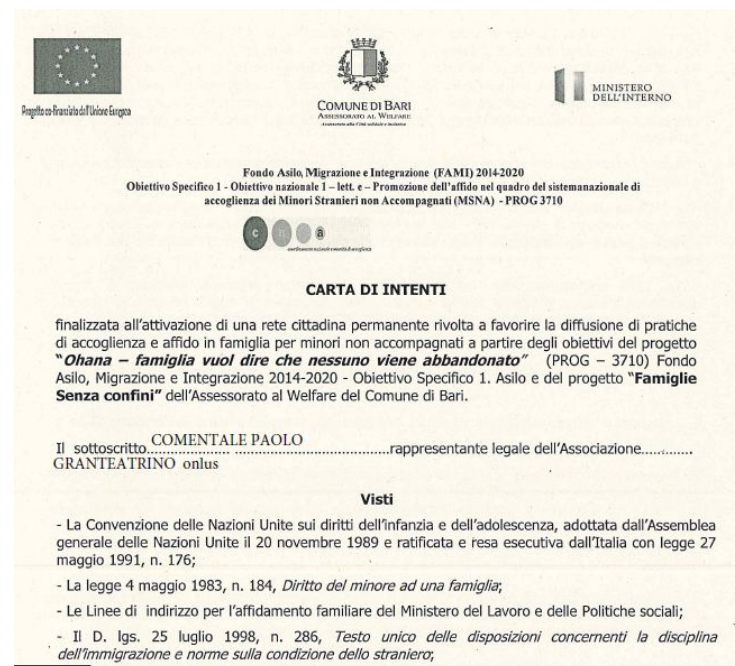 Progetto co-finanziato dall'Unione Europea
COMUNE DI BARI
ASSESSORATO AL WELFARE
Assessorato alla Città solidale e inclusiva
MINISTERO
DELL'INTERNO
Fondo Asilo, Migrazione e Integrazione (FAMI) 2014-2020
Obiettivo Specifico 1 - Obiettivo nazionale 1 – lett. e – Promozione dell'affido nel quadro del sistemanazionale di
accoglienza dei Minori Stranieri non Accompagnati (MSNA) - PROG 3710
c n c a
coordinamento nazionale comunità di accoglienza
CARTA DI INTENTI
finalizzata all'attivazione di una rete cittadina permanente rivolta a favorire la diffusione di pratiche
di accoglienza e affido in famiglia per minori non accompagnati a partire degli obiettivi del progetto
"Ohana – famiglia vuol dire che nessuno viene abbandonato" (PROG – 3710) Fondo
Asilo, Migrazione e Integrazione 2014-2020 - Obiettivo Specifico 1. Asilo e del progetto "Famiglie
Senza confini" dell'Assessorato al Welfare del Comune di Bari.
Il sottoscritto COMENTALE PAOLO ..............................rappresentante legale dell'Associazione.............
GRANTEATRINO onlus
Visti
- La Convenzione delle Nazioni Unite sui diritti dell'infanzia e dell'adolescenza, adottata dall'Assemblea
generale delle Nazioni Unite il 20 novembre 1989 e ratificata e resa esecutiva dall'Italia con legge 27
maggio 1991, n. 176;
- La legge 4 maggio 1983, n. 184, Diritto del minore ad una famiglia;
- Le Linee di indirizzo per l'affidamento familiare del Ministero del Lavoro e delle Politiche sociali;
- Il D. lgs. 25 luglio 1998, n. 286, Testo unico delle disposizioni concernenti la disciplina
dell'immigrazione e norme sulla condizione dello straniero;